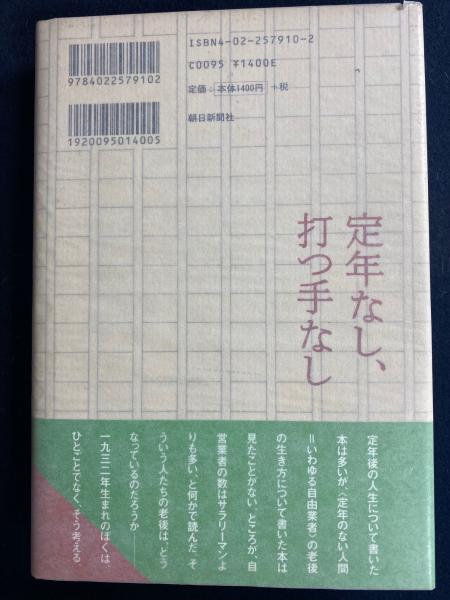 ISBN4-02-257910-2
C0095 ¥1400E
定価:本体1400円 +税
朝日新聞社
9784022579102
1920095014005
定年なし、
打つ手なし
定年後の人生について書いた
本は多いが、〈定年のない人間
=いわゆる自由業者〉の老後
の生き方について書いた本は
見たことがない。ところが、自
営業者の数はサラリーマンよ
りも多い、と何かで読んだ。そ
ういう人たちの老後は、どう
なっているのだろうか――
一九三二年生まれのぼくは
ひとごとでなく、そう考える